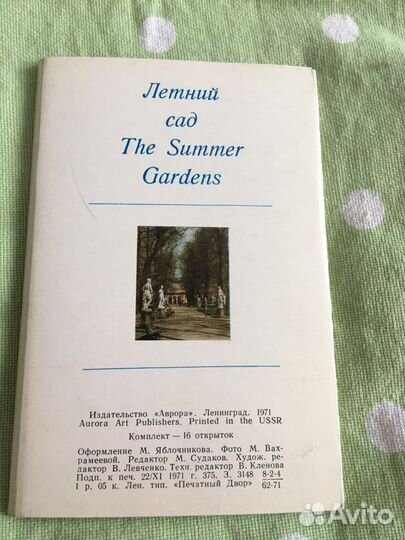 Летний
сад
The Summer
Gardens
Издательство «Аврора». Ленинград. 1971
Aurora Art Publishers. Printed in the USSR
Комплект — 16 открыток
Оформление М. Яблочникова. Фото М. Вах-
рамеевой. Редактор М. Судаков. Худож. ре-
дактор В. Левченко. Техн. редактор В. Кленова
Подп. к печ. 22/XI 1971 г. 375. З. 3148 8-2-4
1 р. 05 к. Лен. тип. «Печатный Двор» 62-71
Avito